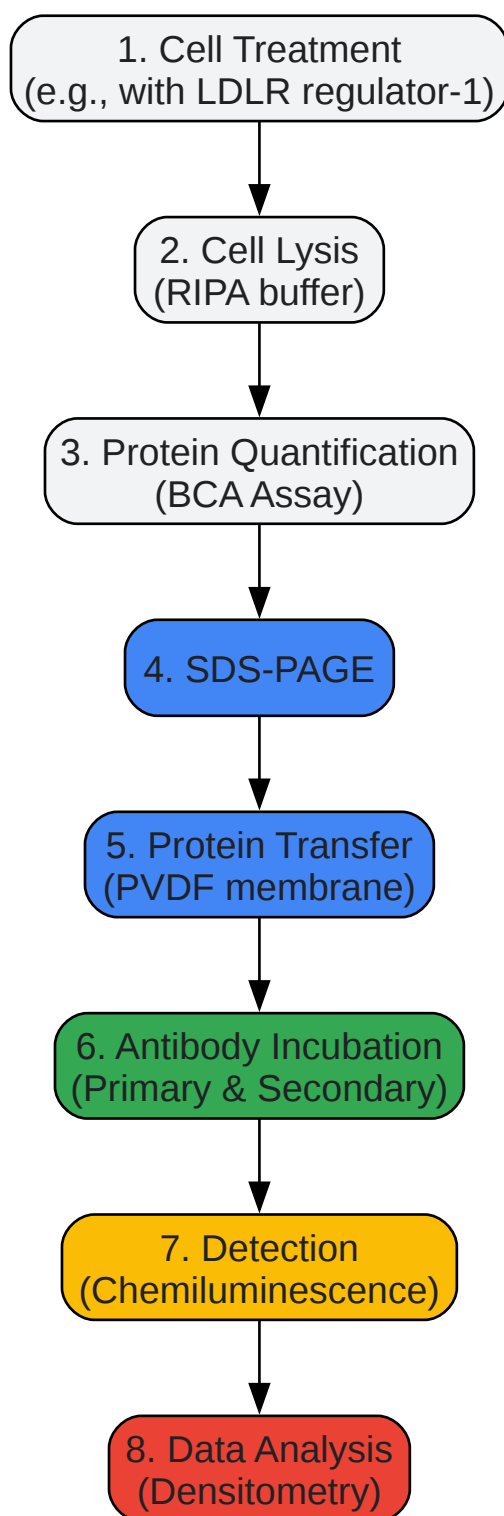 1. Cell Treatment
(e.g., with LDLR regulator-1)
2. Cell Lysis
(RIPA buffer)
3. Protein Quantification
(BCA Assay)
4. SDS-PAGE
5. Protein Transfer
(PVDF membrane)
6. Antibody Incubation
(Primary & Secondary)
7. Detection
(Chemiluminescence)
8. Data Analysis
(Densitometry)